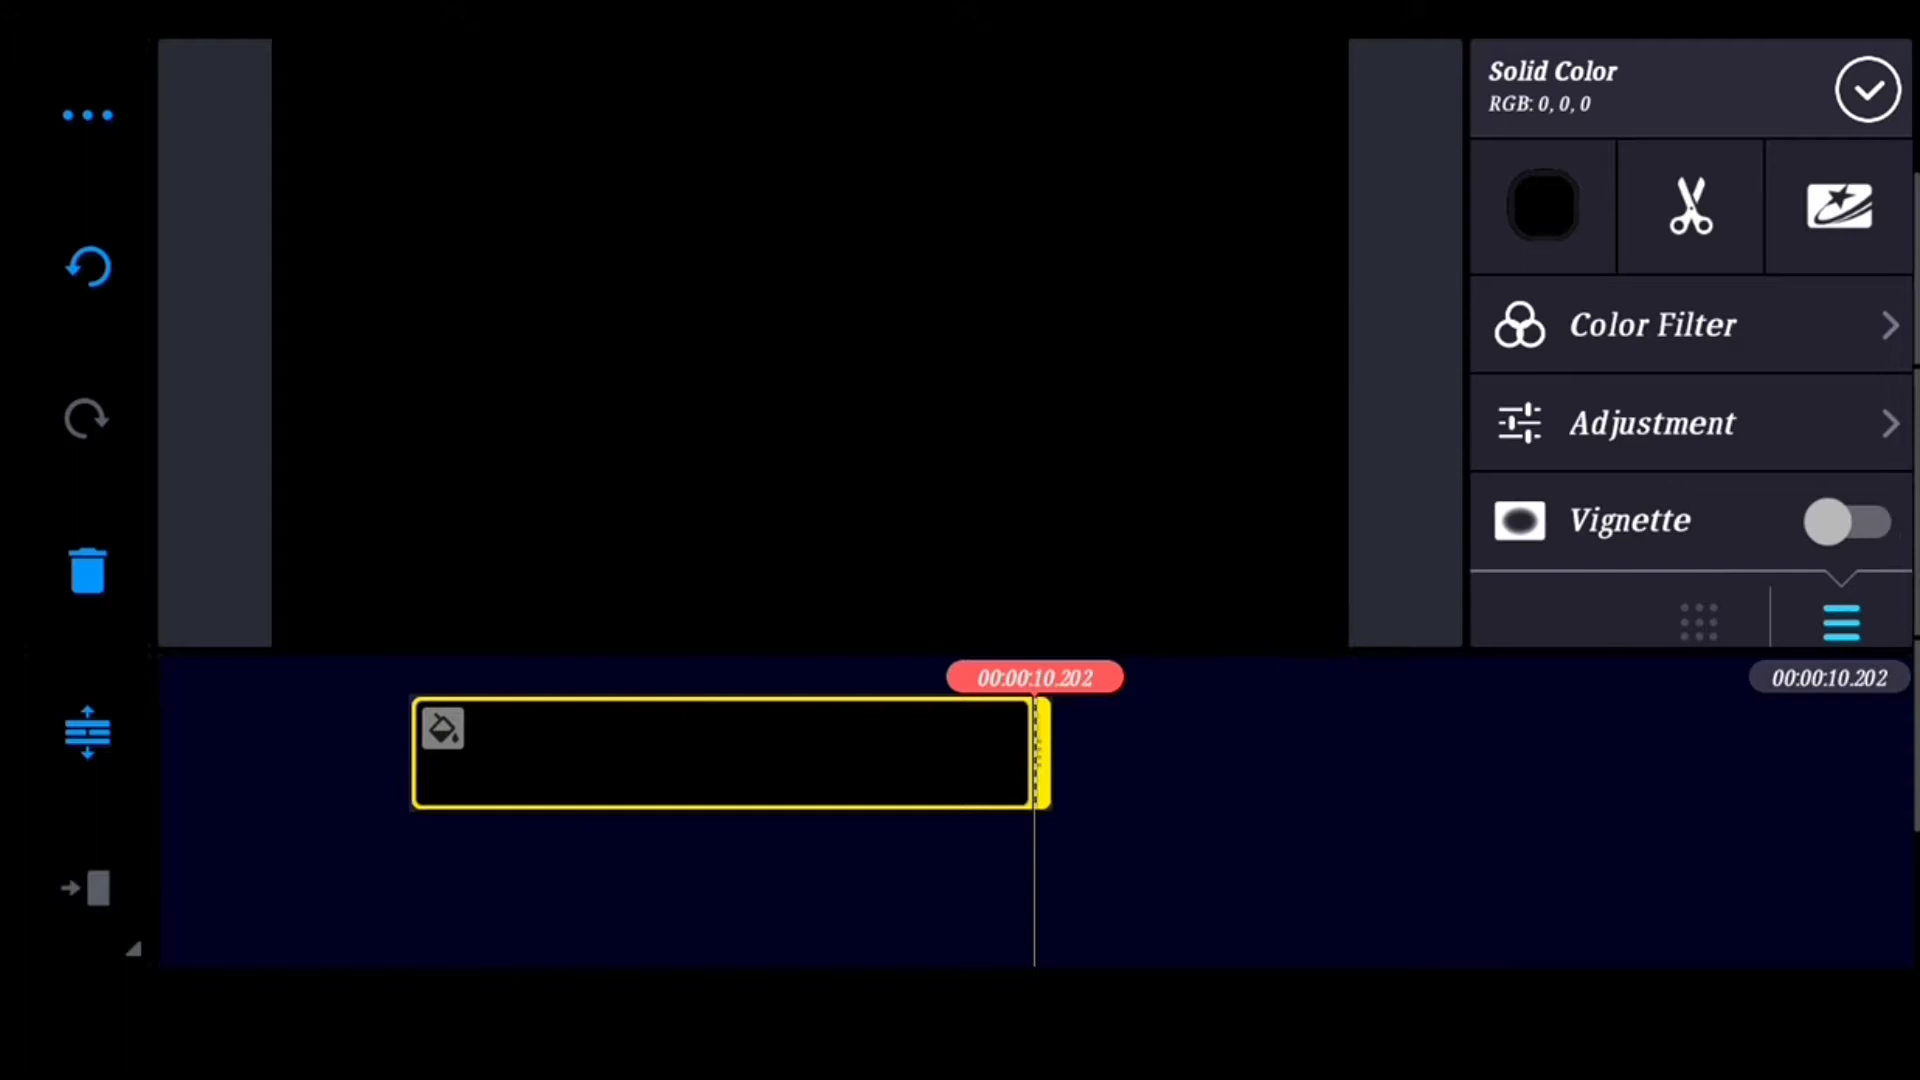 Solid Color
RGB: 0, 0, 0
Color Filter
Adjustment
Vignette
00:00:10.202
00:00:10.202